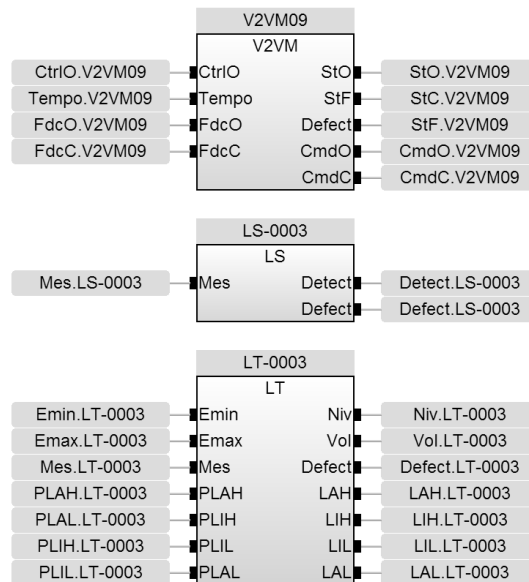 V2VM09
V2VM
CtrlO.V2VM09 CtrlO StO StO.V2VM09
Tempo.V2VM09 Tempo StF StC.V2VM09
FdcO.V2VM09 FdcO Defect StF.V2VM09
FdcC.V2VM09 FdcC CmdO CmdO.V2VM09
CmdC CmdC.V2VM09
LS-0003
LS
Mes.LS-0003 Mes Detect Detect.LS-0003
Defect Defect.LS-0003
LT-0003
LT
Emin.LT-0003 Emin Niv Niv.LT-0003
Emax.LT-0003 Emax Vol Vol.LT-0003
Mes.LT-0003 Mes Defect Defect.LT-0003
PLAH.LT-0003 PLAH LAH LAH.LT-0003
PLAL.LT-0003 PLIH LIH LIH.LT-0003
PLIH.LT-0003 PLIL LIL LIL.LT-0003
PLIL.LT-0003 PLAL LAL LAL.LT-0003